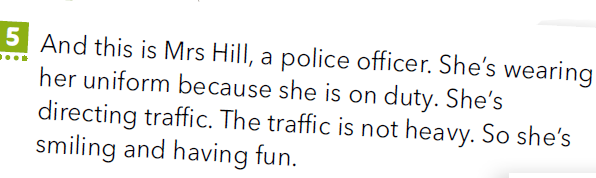 5
And this is Mrs Hill, a police officer. She's wearing
her uniform because she is on duty. She's
directing traffic. The traffic is not heavy. So she's
smiling and having fun.